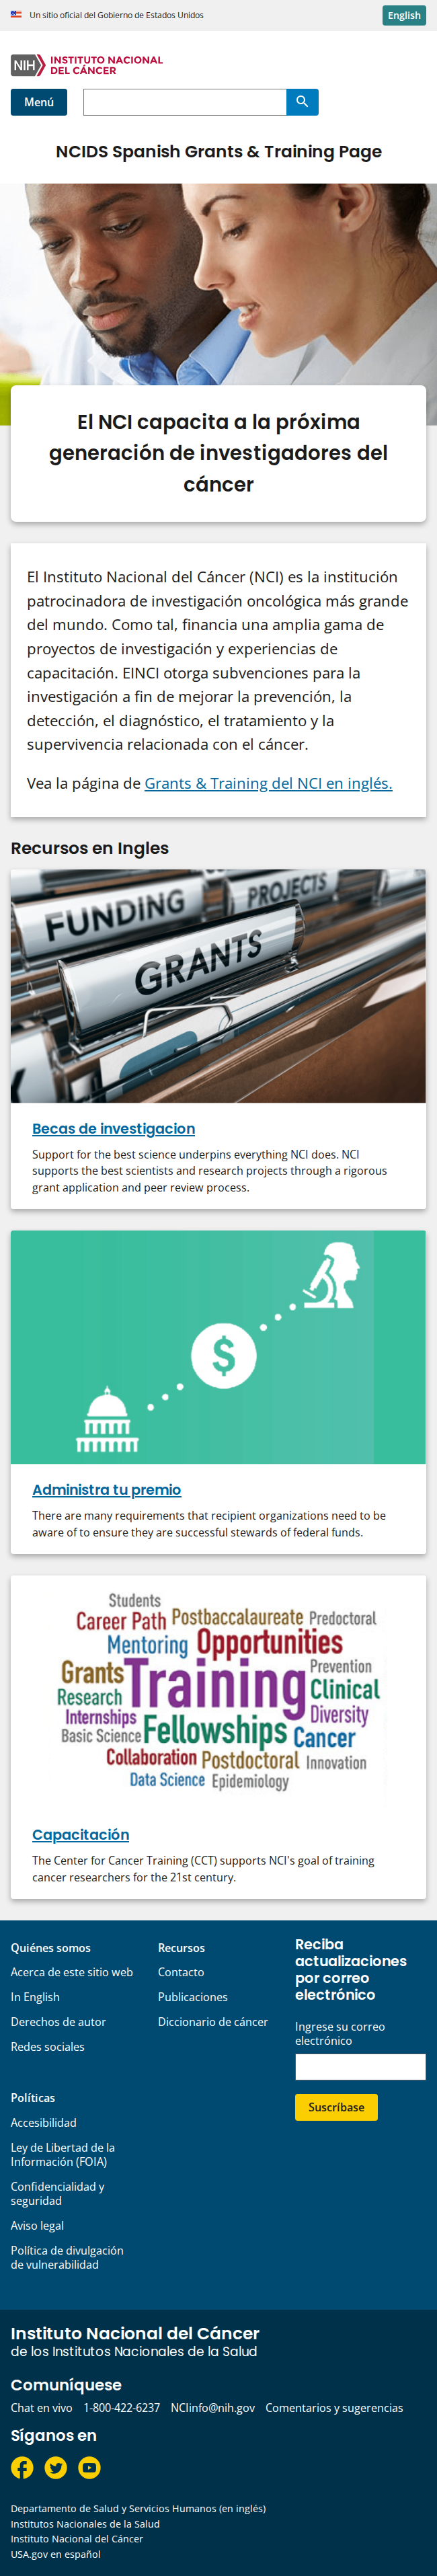 Un sitio oficial del Gobierno de Estados Unidos
English
NIH
INSTITUTO NACIONAL
DEL CÁNCER
Menú
NCIDS Spanish Grants & Training Page
El NCI capacita a la próxima
generación de investigadores del
cáncer
El Instituto Nacional del Cáncer (NCI) es la institución
patrocinadora de investigación oncológica más grande
del mundo. Como tal, financia una amplia gama de
proyectos de investigación y experiencias de
capacitación. EINCI otorga subvenciones para la
investigación a fin de mejorar la prevención, la
detección, el diagnóstico, el tratamiento y la
supervivencia relacionada con el cáncer.
Vea la página de Grants & Training del NCI en inglés.
Recursos en Ingles
FUNDING
PROJECTS
GRANTS
Becas de investigacion
Support for the best science underpins everything NCI does. NCI
supports the best scientists and research projects through a rigorous
grant application and peer review process.
$
Administra tu premio
There are many requirements that recipient organizations need to be
aware of to ensure they are successful stewards of federal funds.
Students
Career Path Postbaccalaureate Predoctoral
Mentoring Opportunities
Grants Training Prevention
Research Clinical
Internships Diversity
Basic Science Fellowships Cancer
Collaboration Postdoctoral Innovation
Data Science Epidemiology
Capacitación
The Center for Cancer Training (CCT) supports NCI's goal of training
cancer researchers for the 21st century.
Quiénes somos
Acerca de este sitio web
In English
Derechos de autor
Redes sociales
Recursos
Contacto
Publicaciones
Diccionario de cáncer
Reciba
actualizaciones
por correo
electrónico
Ingrese su correo
electrónico
Suscríbase
Políticas
Accesibilidad
Ley de Libertad de la
Información (FOIA)
Confidencialidad y
seguridad
Aviso legal
Política de divulgación
de vulnerabilidad
Instituto Nacional del Cáncer
de los Institutos Nacionales de la Salud
Comuníquese
Chat en vivo 1-800-422-6237 NCIinfo@nih.gov Comentarios y sugerencias
Síganos en
Departamento de Salud y Servicios Humanos (en inglés)
Institutos Nacionales de la Salud
Instituto Nacional del Cáncer
USA.gov en español